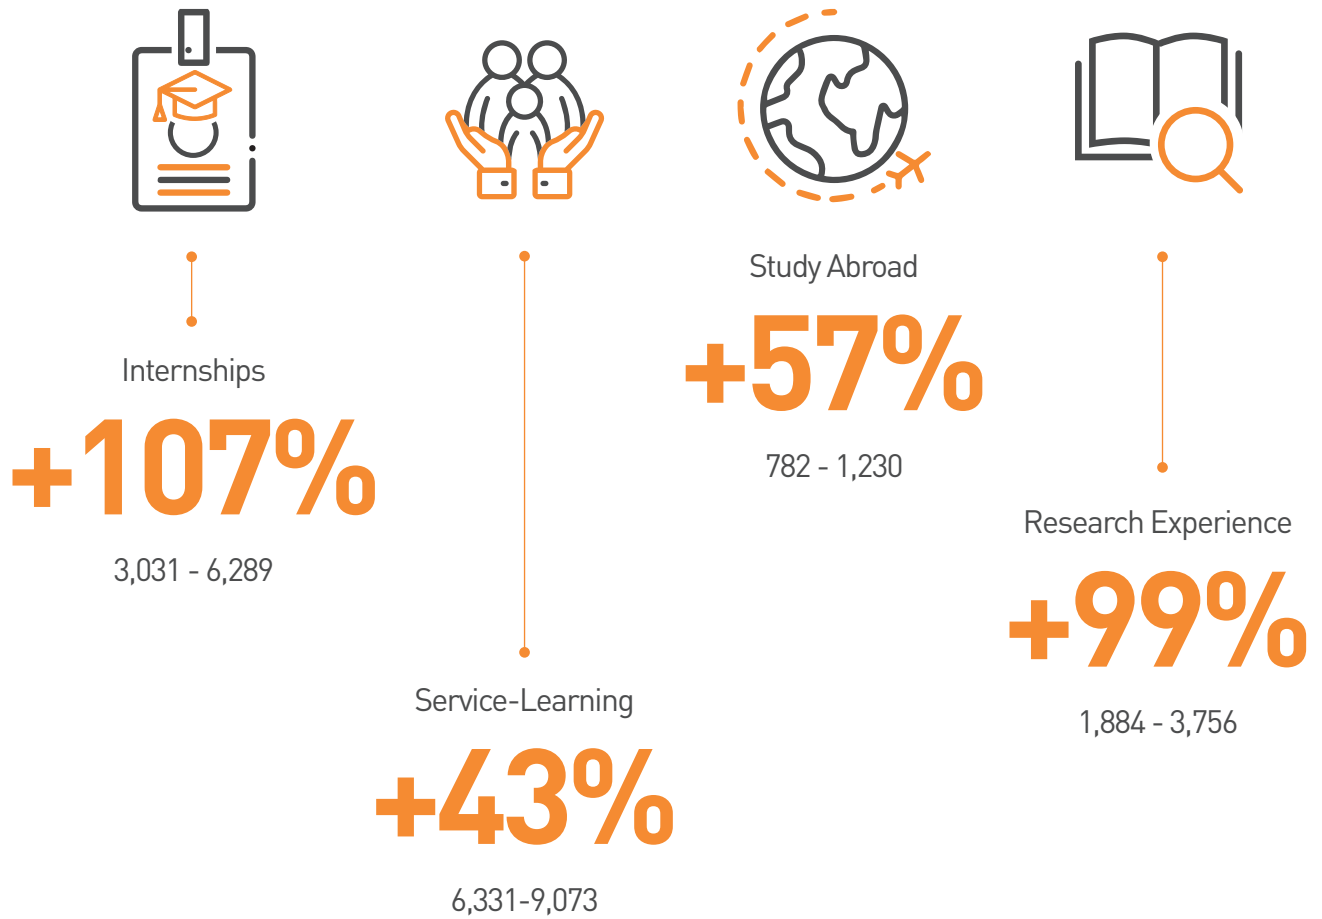 Internships
+107%
3,031 - 6,289
Service-Learning
+43%
6,331-9,073
Study Abroad
+57%
782 - 1,230
Research Experience
+99%
1,884 - 3,756